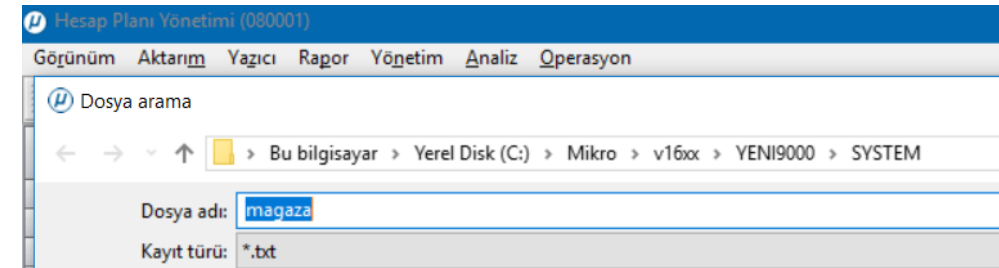 Hesap Planı Yönetimi (080001)
Görünüm Aktarım Yazıcı Rapor Yönetim Analiz Operasyon
Dosya arama
Bu bilgisayar > Yerel Disk (C:) > Mikro > v16xx > YENI9000 > SYSTEM
Dosya adı: magaza
Kayıt türü: *.txt